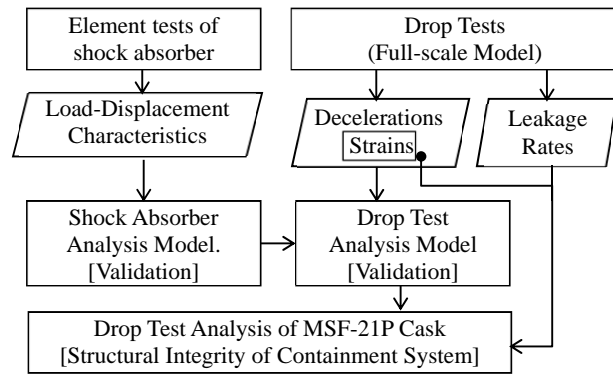 Element tests of
shock absorber
Drop Tests
(Full-scale Model)
Load-Displacement
Characteristics
Decelerations
Strains
Leakage
Rates
Shock Absorber
Analysis Model.
[Validation]
Drop Test
Analysis Model
[Validation]
Drop Test Analysis of MSF-21P Cask
[Structural Integrity of Containment System]